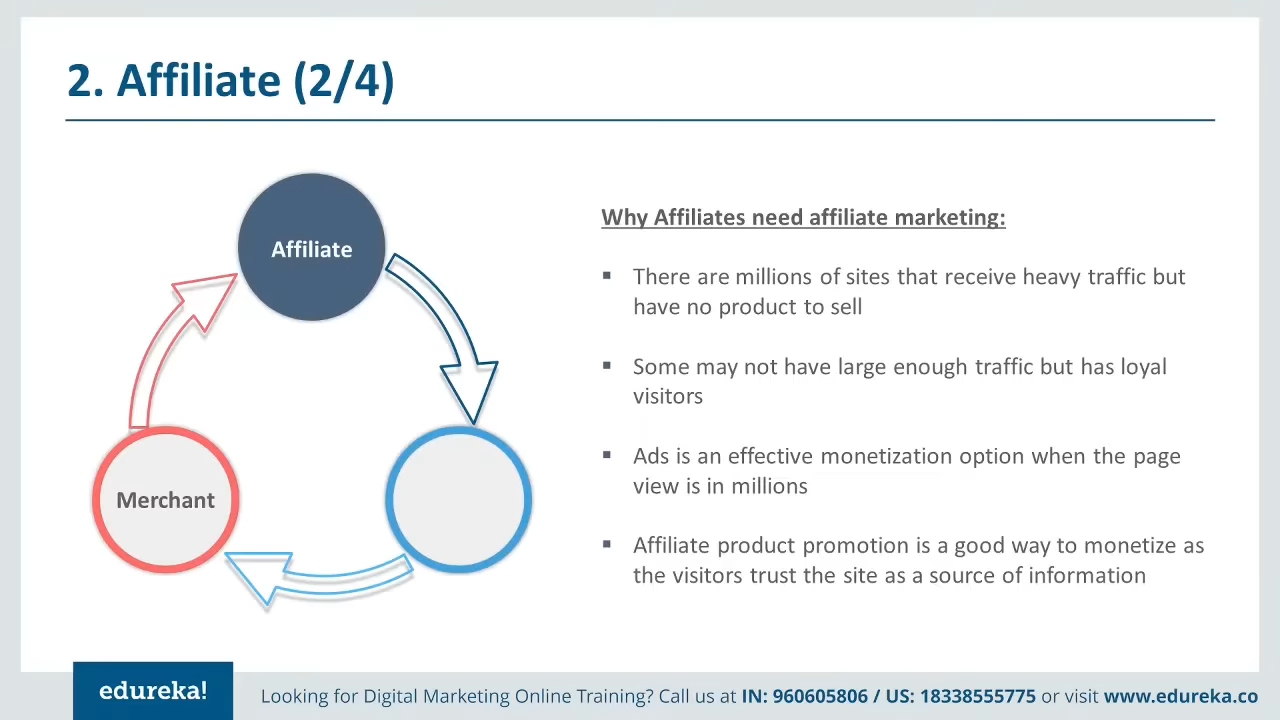 2. Affiliate (2/4)
Affiliate
Merchant
Why Affiliates need affiliate marketing:
▪ There are millions of sites that receive heavy traffic but
have no product to sell
▪ Some may not have large enough traffic but has loyal
visitors
▪ Ads is an effective monetization option when the page
view is in millions
▪ Affiliate product promotion is a good way to monetize as
the visitors trust the site as a source of information
edureka!
Looking for Digital Marketing Online Training? Call us at IN: 960605806 / US: 18338555775 or visit www.edureka.co